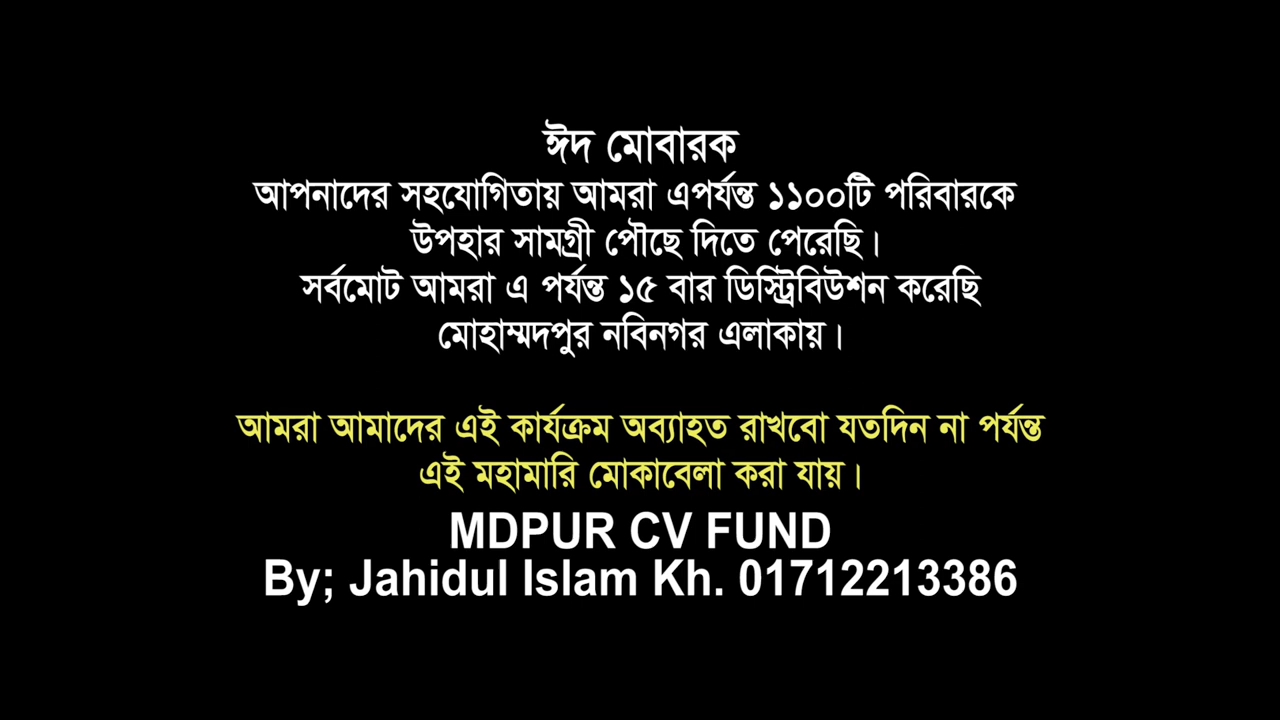 ঈদ মোবারক
আপনাদের সহযোগিতায় আমরা এপর্যন্ত ১১০০টি পরিবারকে
উপহার সামগ্রী পৌছে দিতে পেরেছি।
সর্বমোট আমরা এ পর্যন্ত ১৫ বার ডিস্ট্রিবিউশন করেছি
মোহাম্মদপুর নবিনগর এলাকায়।
আমরা আমাদের এই কার্যক্রম অব্যাহত রাখবো যতদিন না পর্যন্ত
এই মহামারি মোকাবেলা করা যায়।
MDPUR CV FUND
By; Jahidul Islam Kh. 01712213386